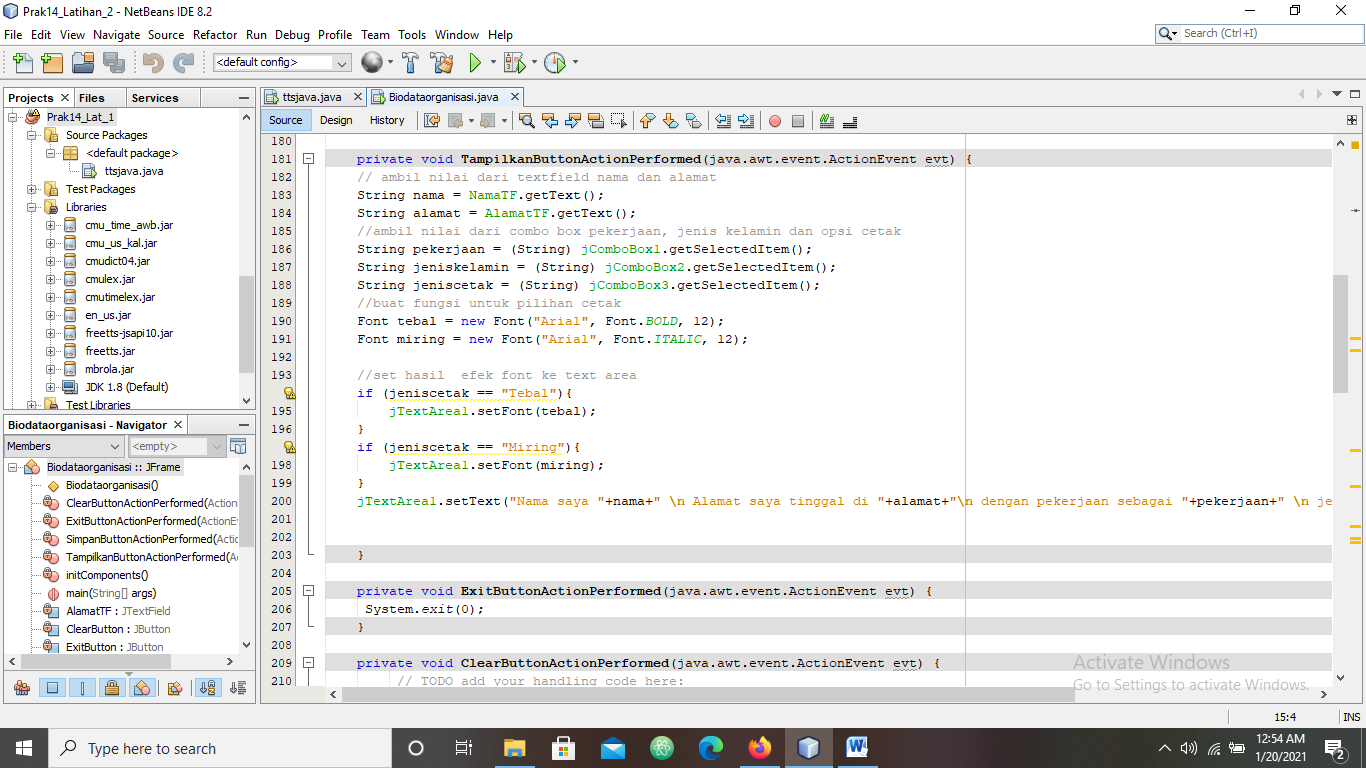 Prak14_Latihan_2 - NetBeans IDE 8.2
File Edit View Navigate Source Refactor Run Debug Profile Team Tools Window Help
Search (Ctrl+I)
<default config>
Projects Files Services
Prak14_Lat_1
Source Packages
<default package>
ttsjava.java
Test Packages
Libraries
cmu_time_awb.jar
cmu_us_kal.jar
cmudict04.jar
cmulex.jar
cmutimelex.jar
en_us.jar
freetts-jsapi10.jar
freetts.jar
mbrola.jar
JDK 1.8 (Default)
Test Libraries
Biodataorganisasi - Navigator
Members <empty>
Biodataorganisasi :: JFrame
Biodataorganisasi()
ClearButtonActionPerformed(Action
ExitButtonActionPerformed(ActionE
SimpanButtonActionPerformed(Actio
TampilkanButtonActionPerformed(A
initComponents()
main(String[] args)
AlamatTF : JTextField
ClearButton : JButton
ExitButton : JButton
ttsjava.java Biodataorganisasi.java
Source Design History
180
181 private void TampilkanButtonActionPerformed(java.awt.event.ActionEvent evt) {
182 // ambil nilai dari textfield nama dan alamat
183 String nama = NamaTF.getText();
184 String alamat = AlamatTF.getText();
185 //ambil nilai dari combo box pekerjaan, jenis kelamin dan opsi cetak
186 String pekerjaan = (String) jComboBox1.getSelectedItem();
187 String jeniskelamin = (String) jComboBox2.getSelectedItem();
188 String jeniscetak = (String) jComboBox3.getSelectedItem();
189 //buat fungsi untuk pilihan cetak
190 Font tebal = new Font("Arial", Font.BOLD, 12);
191 Font miring = new Font("Arial", Font.ITALIC, 12);
192
193 //set hasil  efek font ke text area
if (jeniscetak == "Tebal"){
195 jTextArea1.setFont(tebal);
196 }
if (jeniscetak == "Miring"){
198 jTextArea1.setFont(miring);
199 }
200 jTextArea1.setText("Nama saya "+nama+" \n Alamat saya tinggal di "+alamat+"\n dengan pekerjaan sebagai "+pekerjaan+" \n je
201
202
203 }
204
205 private void ExitButtonActionPerformed(java.awt.event.ActionEvent evt) {
206 System.exit(0);
207 }
208
209 private void ClearButtonActionPerformed(java.awt.event.ActionEvent evt) {
210 // TODO add your handling code here:
Activate Windows
Go to Settings to activate Windows.
15:4 INS
Type here to search
12:54 AM
1/20/2021
2